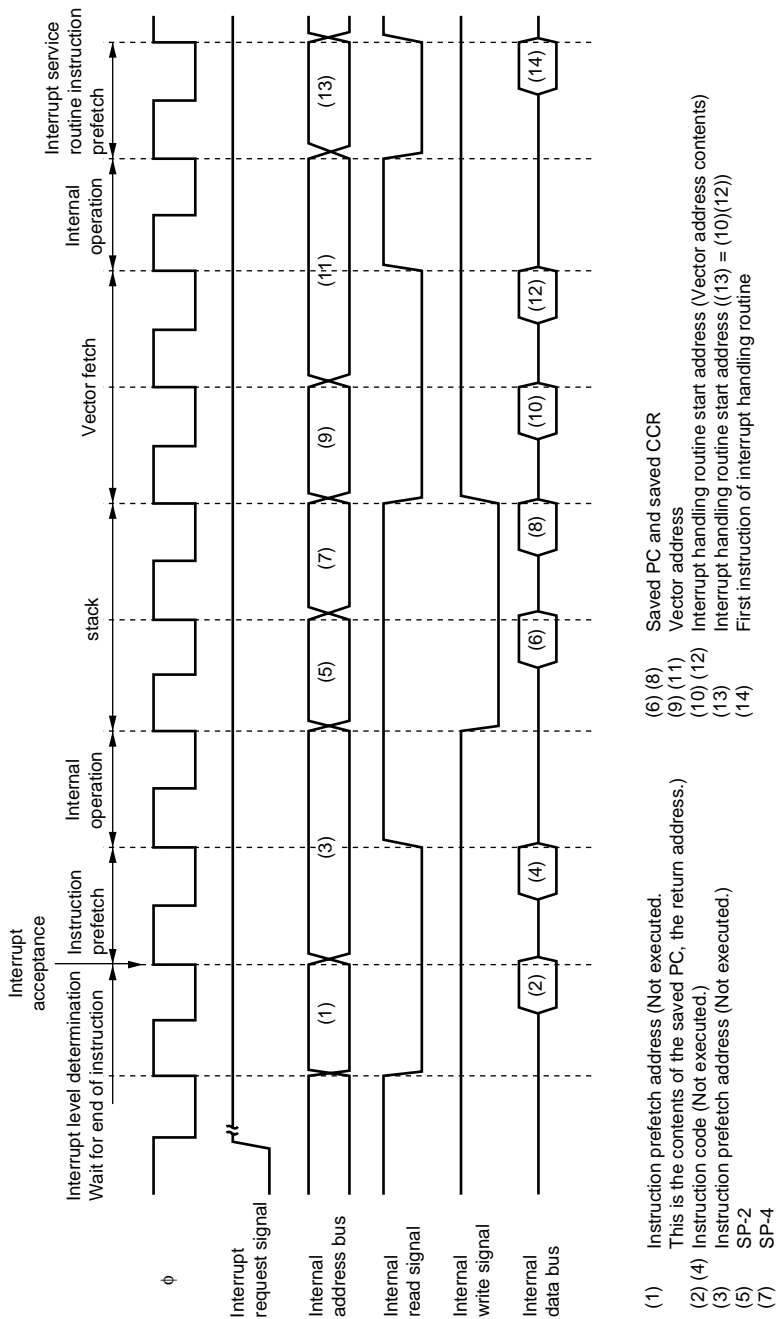 Interrupt
acceptance
Interrupt level determination
Wait for end of instruction
Instruction
prefetch
Internal
operation
stack
Vector fetch
Internal
operation
Interrupt service
routine instruction
prefetch
φ
Interrupt
request signal
Internal
address bus
(1)
(3)
(5)
(7)
(9)
(11)
(13)
Internal
read signal
Internal
write signal
Internal
data bus
(2)
(4)
(6)
(8)
(10)
(12)
(14)
(1) Instruction prefetch address (Not executed.
This is the contents of the saved PC, the return address.)
(2) (4) Instruction code (Not executed.)
(3) Instruction prefetch address (Not executed.)
(5) SP-2
(7) SP-4
(6) (8) Saved PC and saved CCR
(9) (11) Vector address
(10) (12) Interrupt handling routine start address (Vector address contents)
(13) Interrupt handling routine start address ((13) = (10)(12))
(14) First instruction of interrupt handling routine